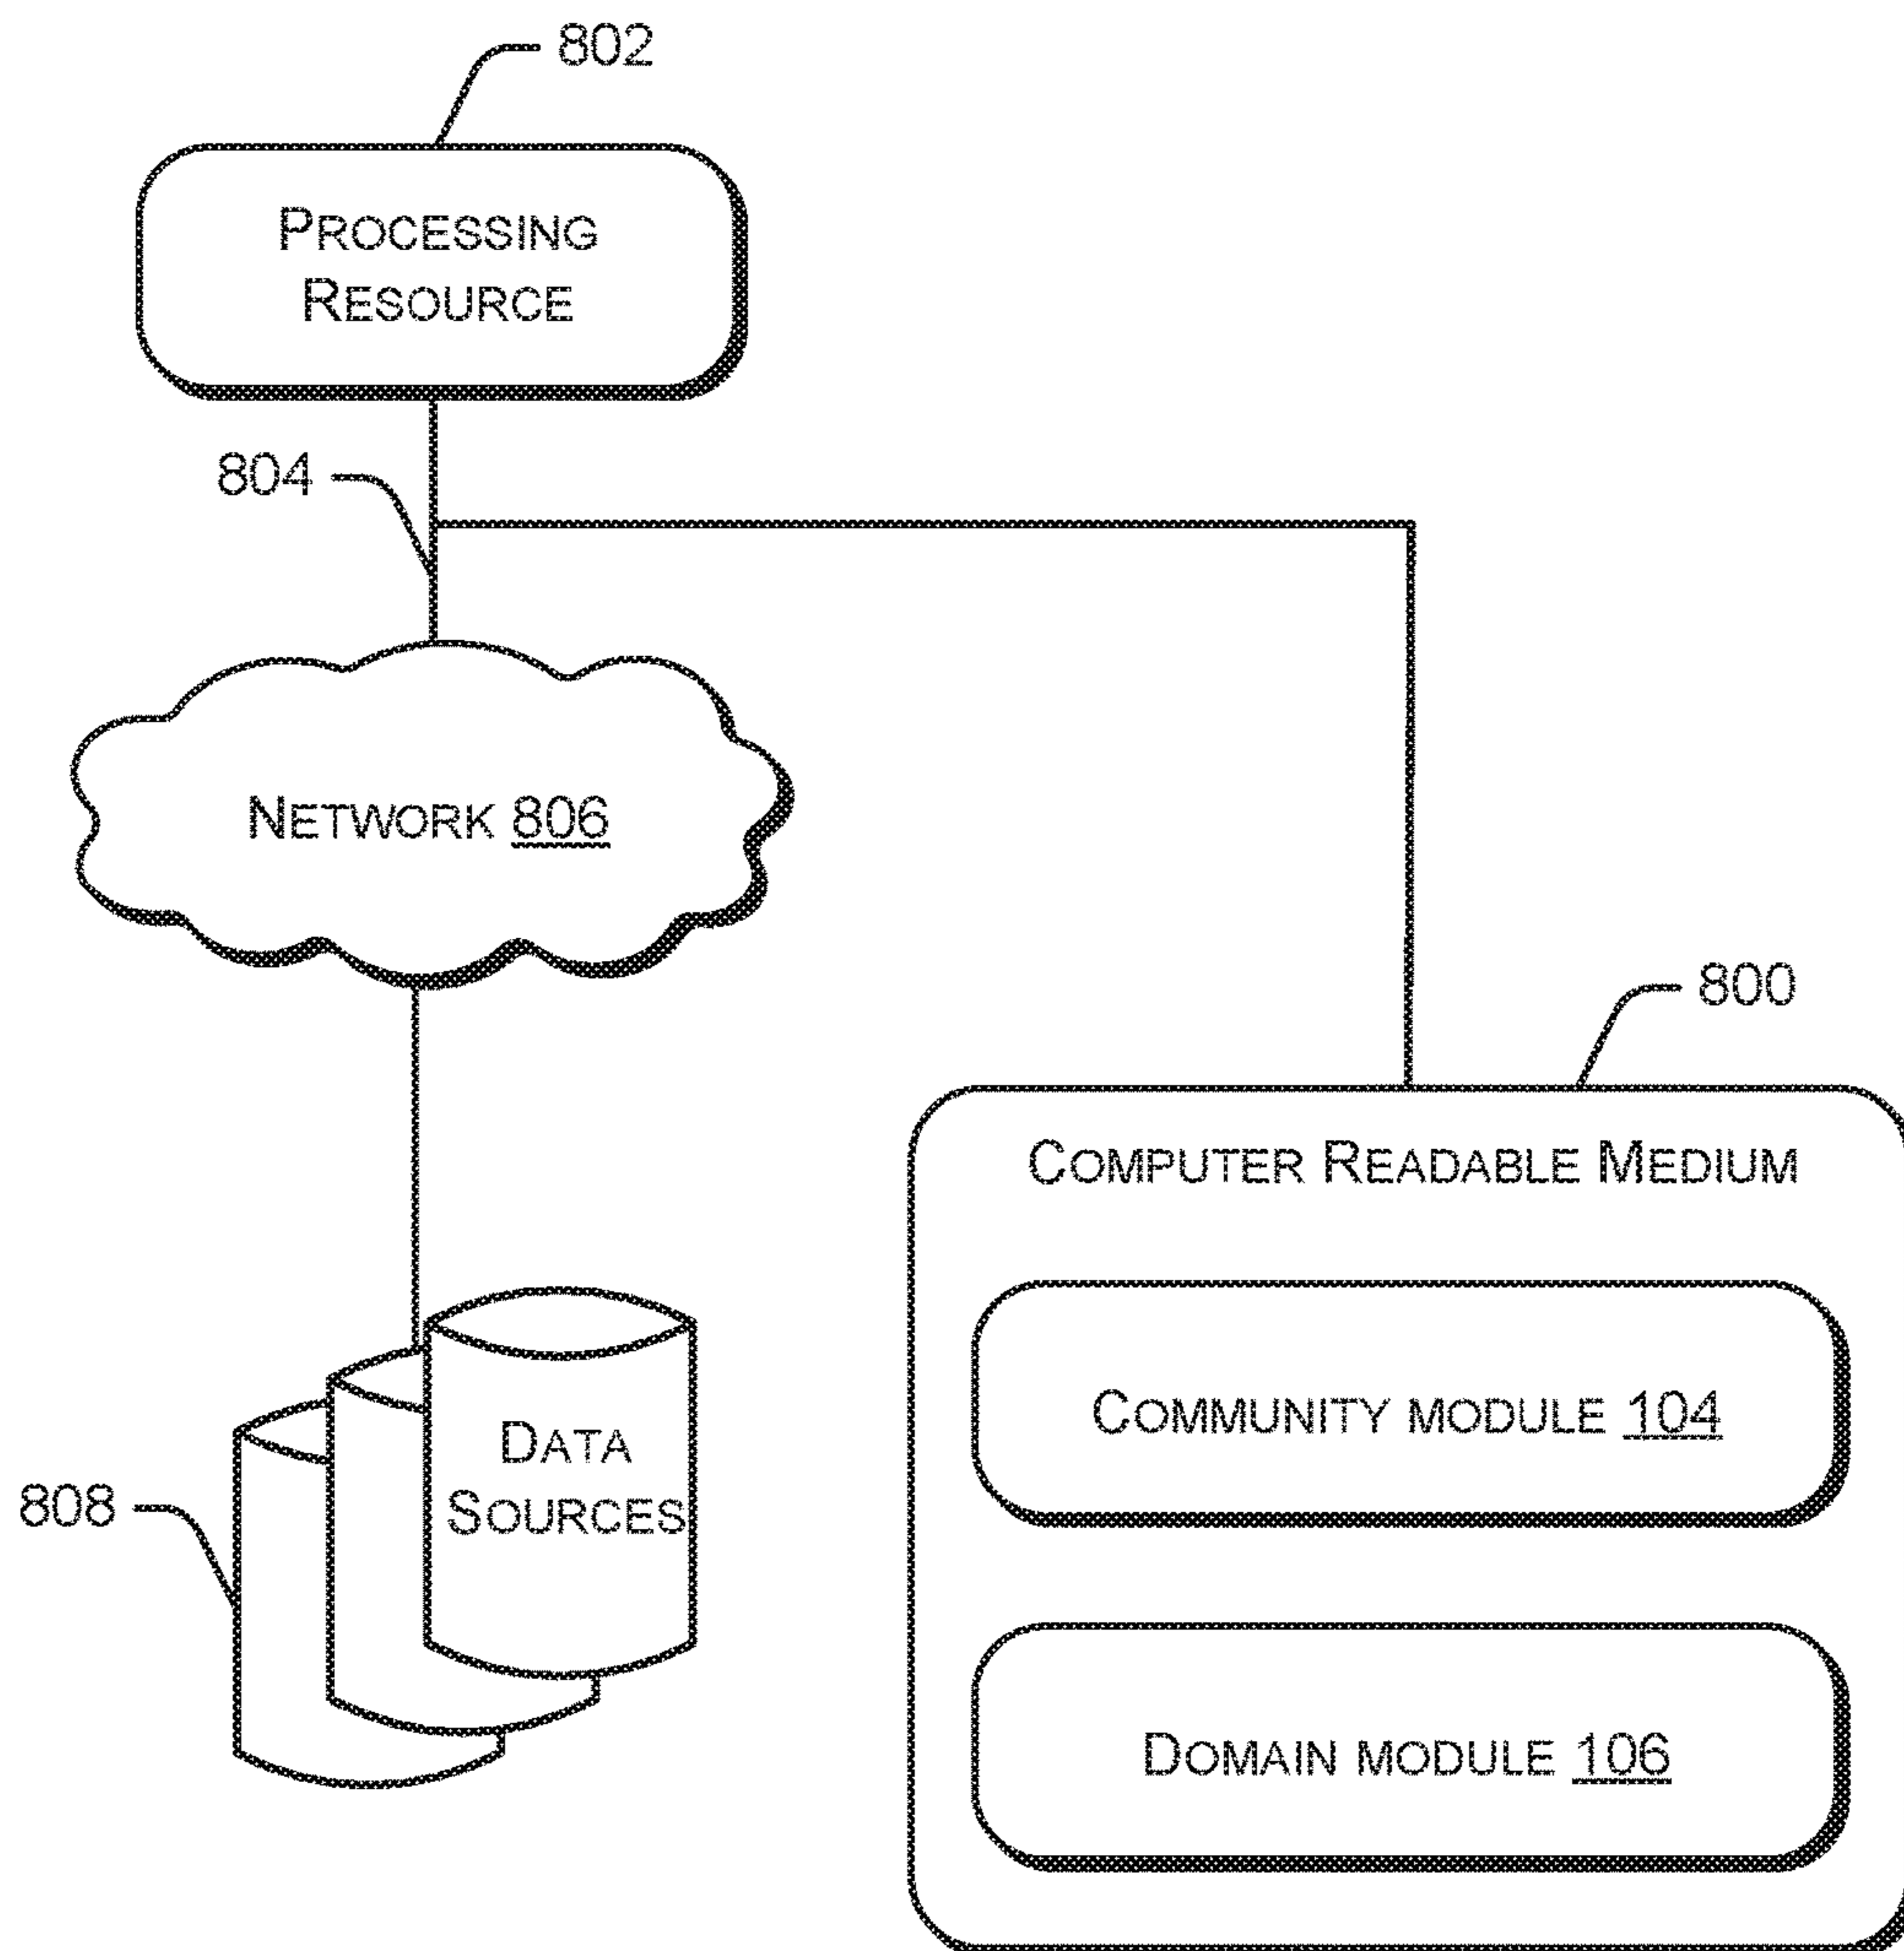 802
PROCESSING
RESOURCE
804
NETWORK 806
800
COMPUTER READABLE MEDIUM
COMMUNITY MODULE 104
DATA
SOURCES
808
DOMAIN MODULE 106